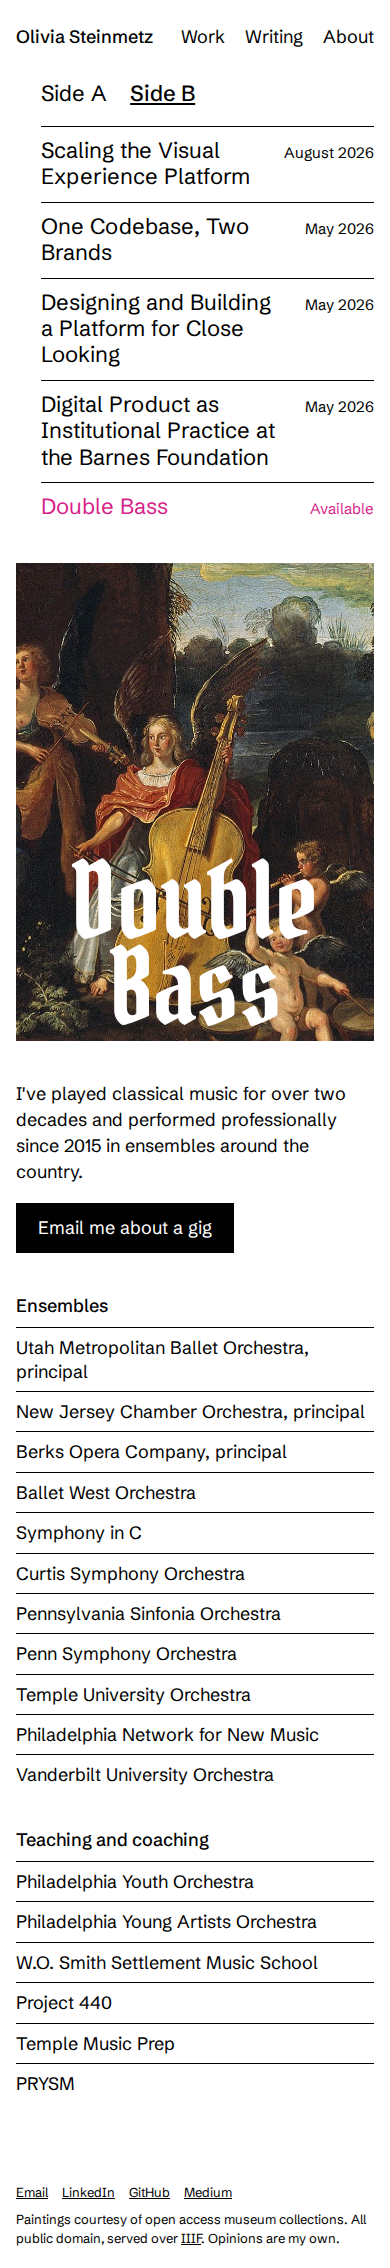 Olivia Steinmetz Work Writing About
Side A Side B
Scaling the Visual August 2026
Experience Platform
One Codebase, Two May 2026
Brands
Designing and Building May 2026
a Platform for Close
Looking
Digital Product as May 2026
Institutional Practice at
the Barnes Foundation
Double Bass Available
Double
Bass
I've played classical music for over two
decades and performed professionally
since 2015 in ensembles around the
country.
Email me about a gig
Ensembles
Utah Metropolitan Ballet Orchestra,
principal
New Jersey Chamber Orchestra, principal
Berks Opera Company, principal
Ballet West Orchestra
Symphony in C
Curtis Symphony Orchestra
Pennsylvania Sinfonia Orchestra
Penn Symphony Orchestra
Temple University Orchestra
Philadelphia Network for New Music
Vanderbilt University Orchestra
Teaching and coaching
Philadelphia Youth Orchestra
Philadelphia Young Artists Orchestra
W.O. Smith Settlement Music School
Project 440
Temple Music Prep
PRYSM
Email LinkedIn GitHub Medium
Paintings courtesy of open access museum collections. All
public domain, served over IIIF. Opinions are my own.